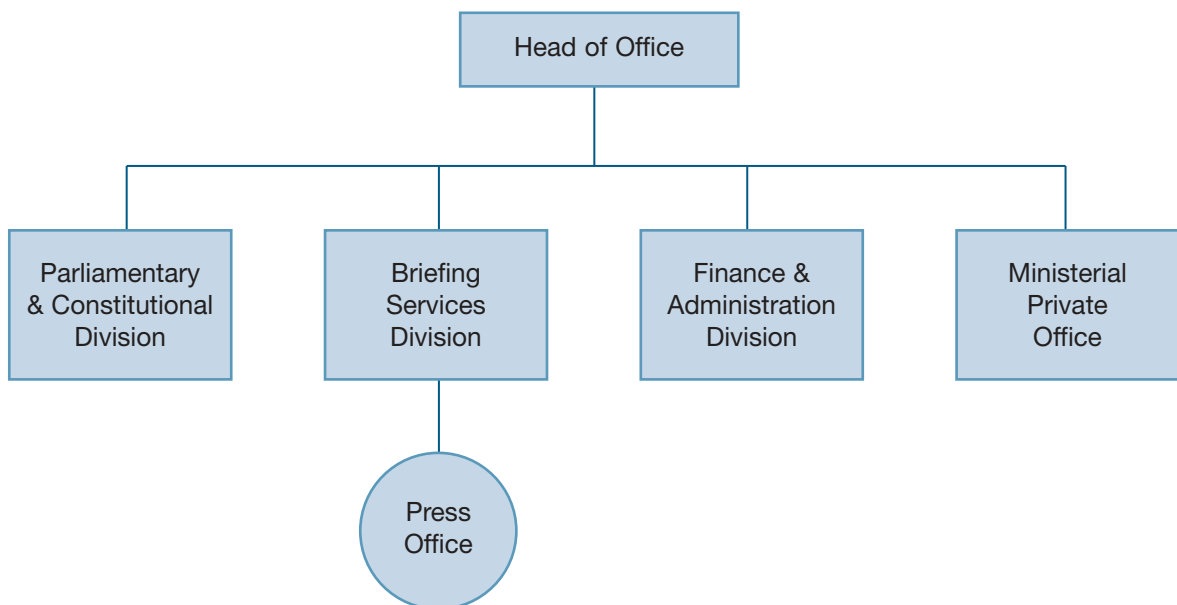 Head of Office
Parliamentary
& Constitutional
Division
Briefing
Services
Division
Finance &
Administration
Division
Ministerial
Private
Office
Press
Office